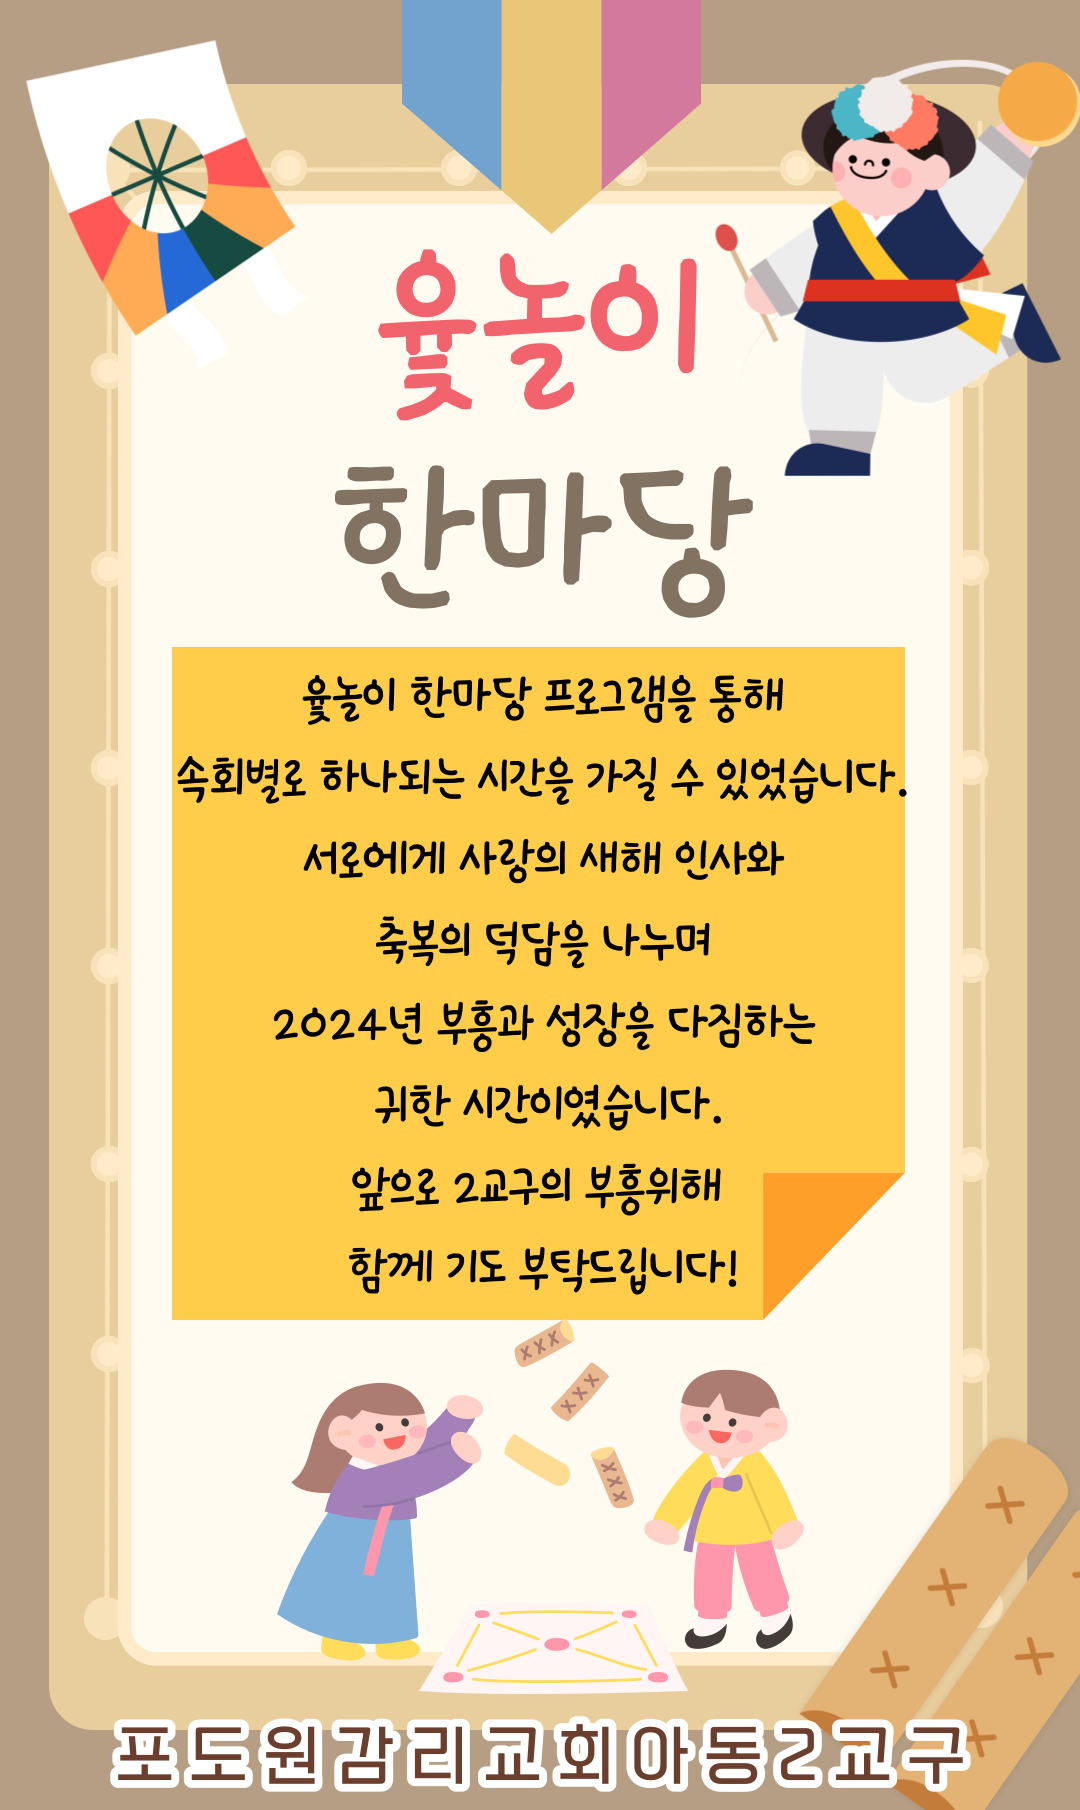 윷놀이
한마당
윷놀이 한마당 프로그램을 통해
속회별로 하나되는 시간을 가질 수 있었습니다.
서로에게 사랑의 새해 인사와
축복의 덕담을 나누며
2024년 부흥과 성장을 다짐하는
귀한 시간이였습니다.
앞으로 2교구의 부흥위해
함께 기도 부탁드립니다!
포도원감리교회아동2교구